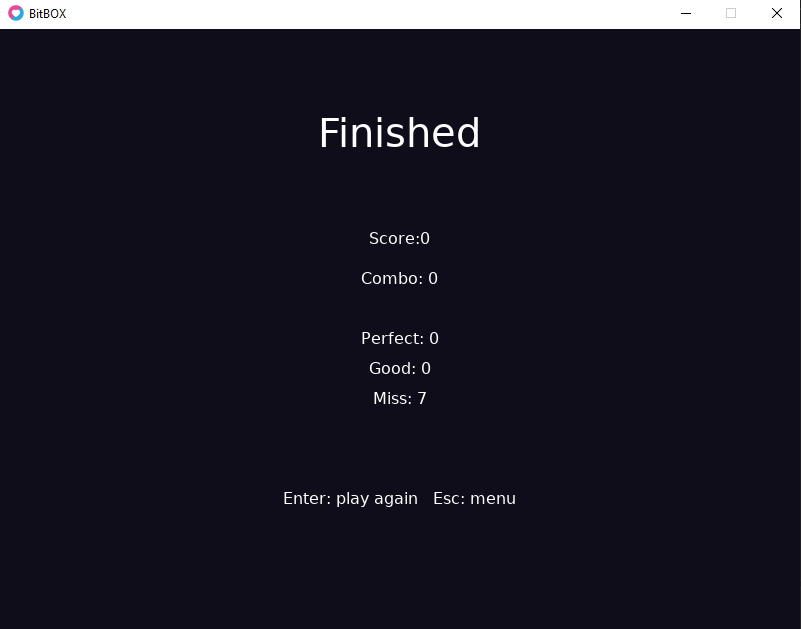 BitBOX
Finished
Score:0
Combo: 0
Perfect: 0
Good: 0
Miss: 7
Enter: play again   Esc: menu